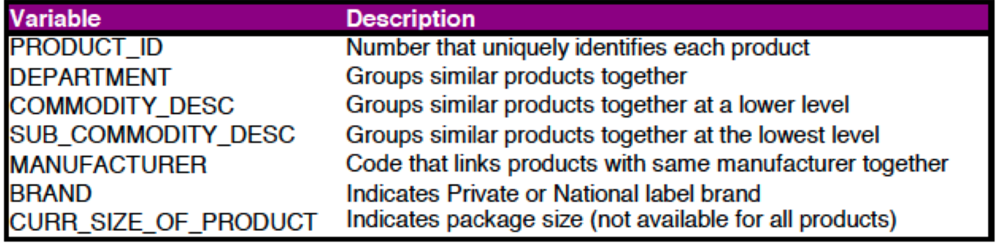 Variable Description
PRODUCT_ID Number that uniquely identifies each product
DEPARTMENT Groups similar products together
COMMODITY_DESC Groups similar products together at a lower level
SUB_COMMODITY_DESC Groups similar products together at the lowest level
MANUFACTURER Code that links products with same manufacturer together
BRAND Indicates Private or National label brand
CURR_SIZE_OF_PRODUCT Indicates package size (not available for all products)